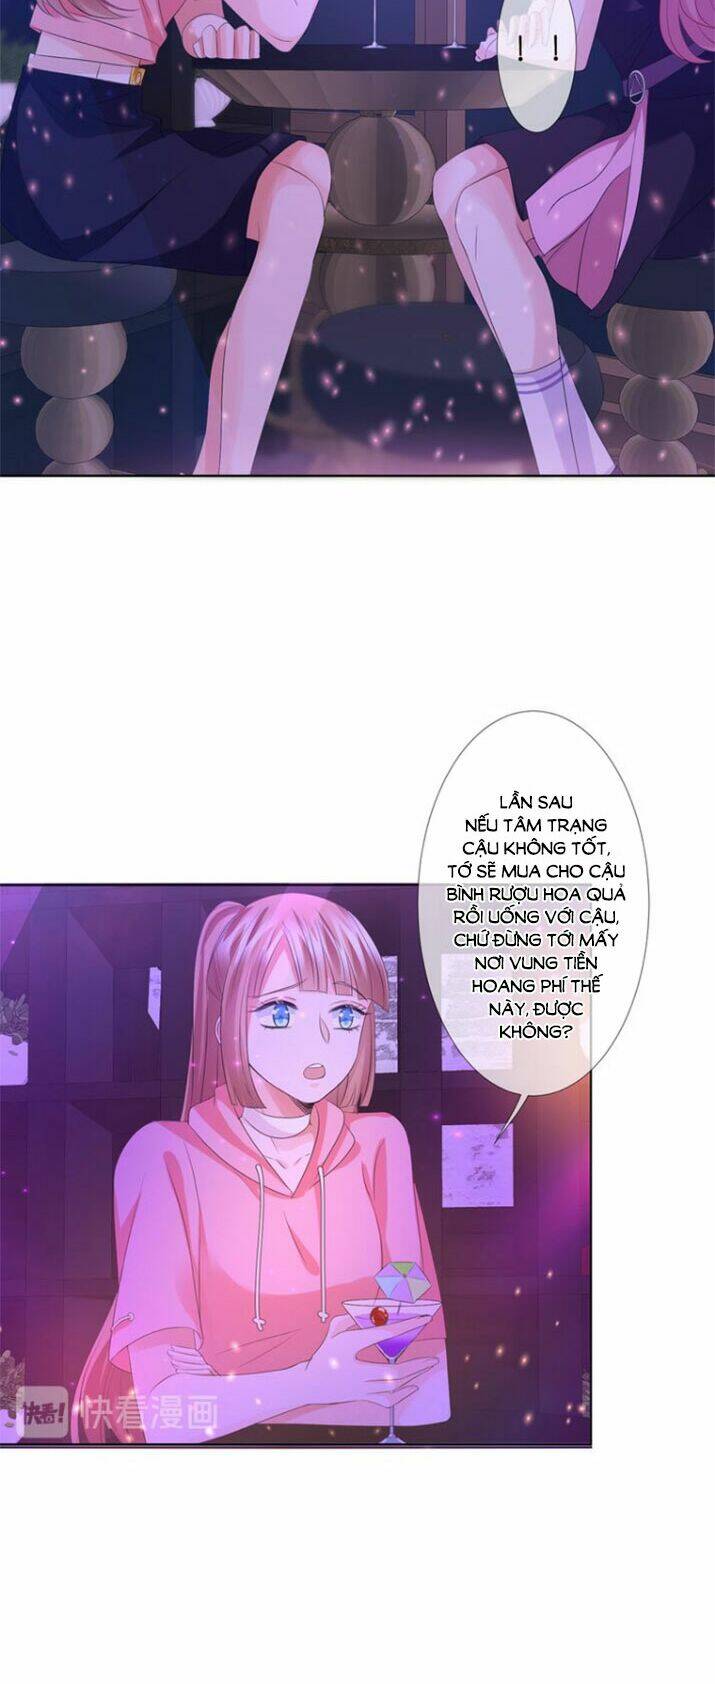 ! !
LẦN SAU
NẾU TÂM TRẠNG
CẬU KHÔNG TỐT,
TỚ SẼ MUA CHO CẬU
BÌNH RƯỢU HOA QUẢ
RỒI UỐNG VỚI CẬU,
CHỨ ĐỪNG TỚI MẤY
NƠI VUNG TIỀN
HOANG PHÍ THẾ
NÀY, ĐƯỢC
KHÔNG?
快看! 快看漫画